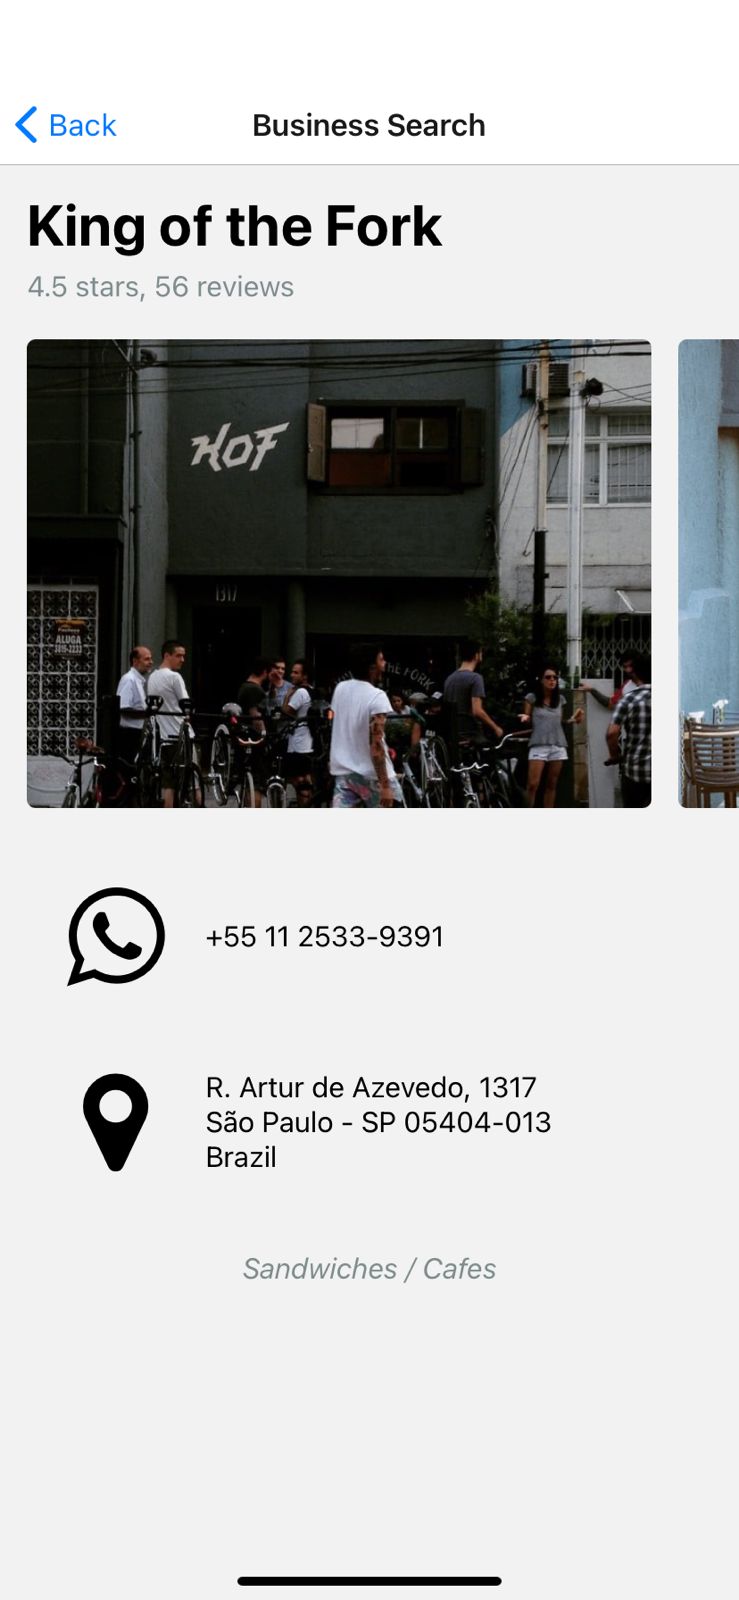 Back
Business Search
King of the Fork
4.5 stars, 56 reviews
KOF
1317
ALUGA
THE FORK
+55 11 2533-9391
R. Artur de Azevedo, 1317
São Paulo - SP 05404-013
Brazil
Sandwiches / Cafes